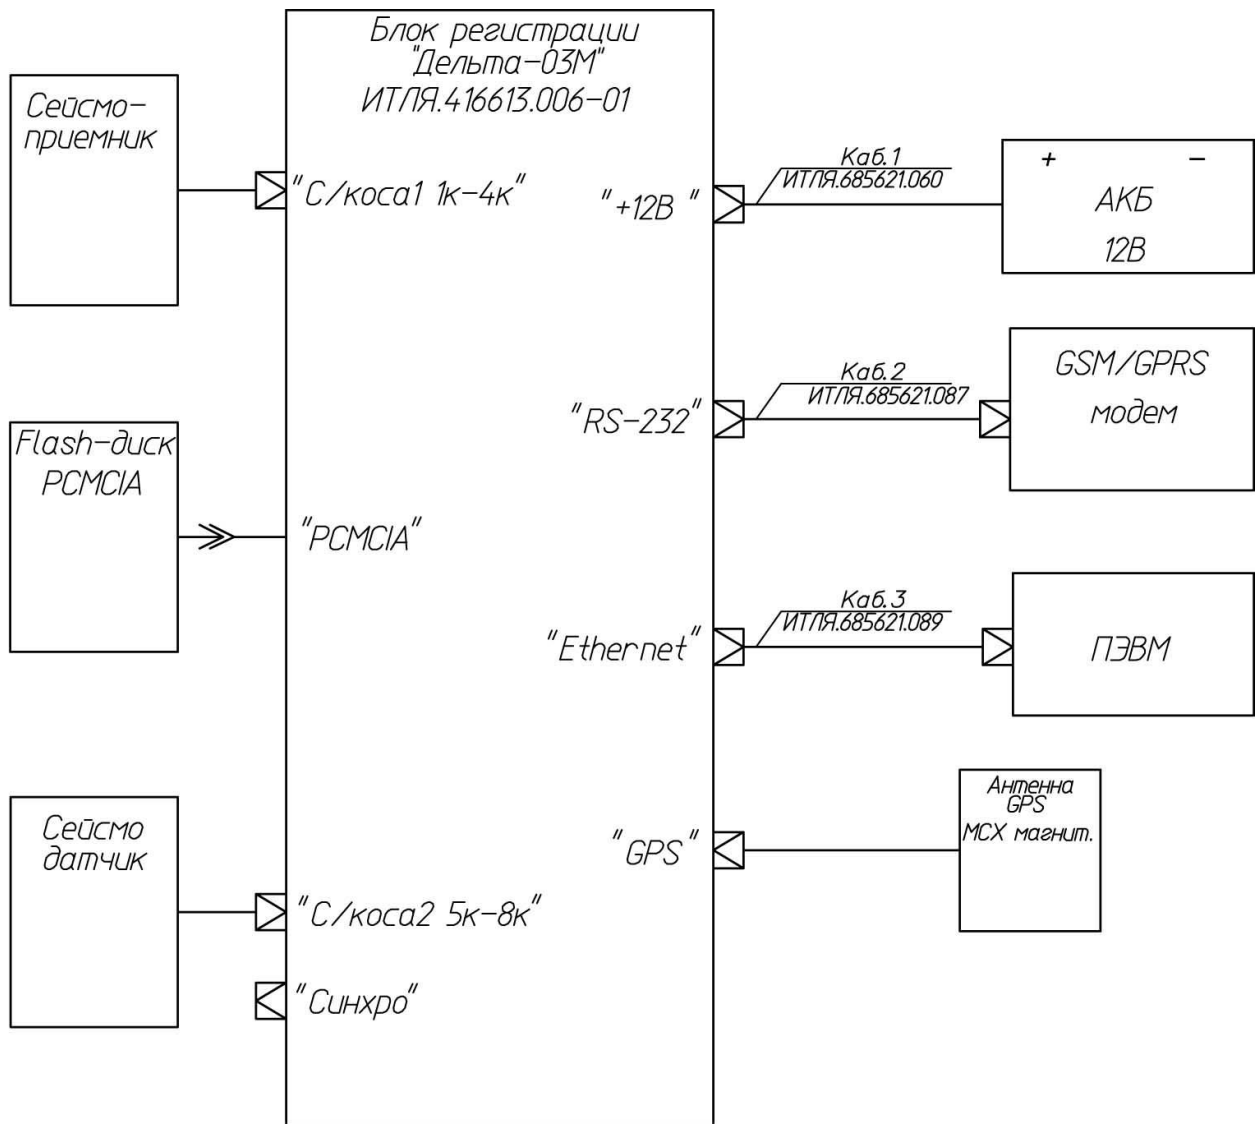 Блок регистрации
"Дельта-03М"
ИТЛЯ.416613.006-01
Сейсмо-
приемник
"С/коса1 1к-4к"
"+12В "
Каб.1
ИТЛЯ.685621.060
+ -
АКБ
12В
Flash-диск
PCMCIA
"PCMCIA"
"RS-232"
Каб.2
ИТЛЯ.685621.087
GSM/GPRS
модем
"Ethernet"
Каб.3
ИТЛЯ.685621.089
ПЭВМ
Сейсмо
датчик
"С/коса2 5к-8к"
"Синхро"
"GPS"
Антенна
GPS
MCX магнит.